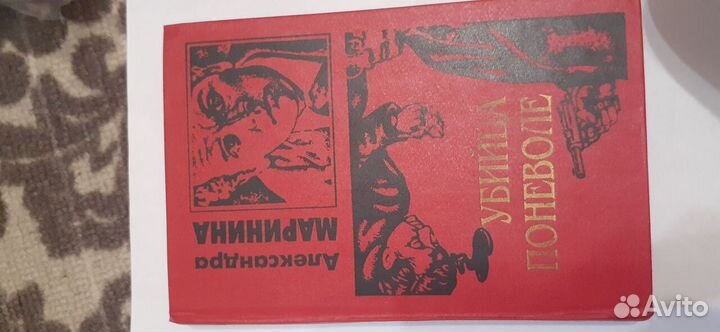 Александра
МАРИНИНА
УБИЙЦА
ПОНЕВОЛЕ
Avito